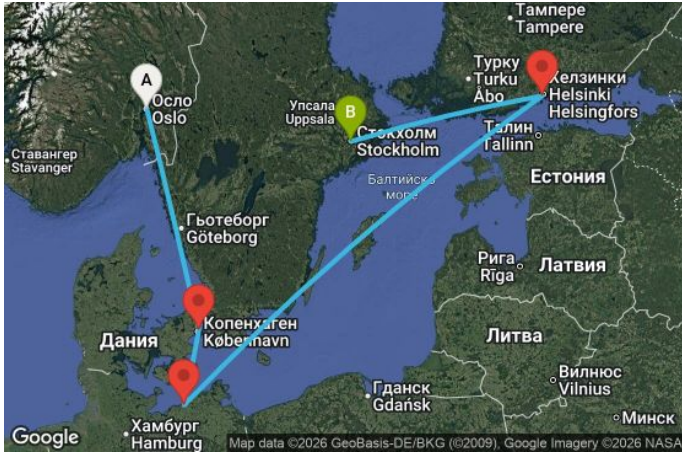 Тампере
Tampere
A
Осло
Oslo
Турку
Turku
Åbo
Хелзинки
Helsinki
Helsingfors
Упсала
Uppsala
B
Стокхолм
Stockholm
Талин
Tallinn
Ставангер
Stavanger
Балтийско
море
Естония
Гьотеборг
Göteborg
Рига
Rīga
Латвия
Дания
Копенхаген
København
Литва
Вилнюс
Vilnius
Гданск
Gdańsk
Минск
Хамбург
Hamburg
Google
Map data ©2026 GeoBasis-DE/BKG (©2009), Google Imagery ©2026 NASA